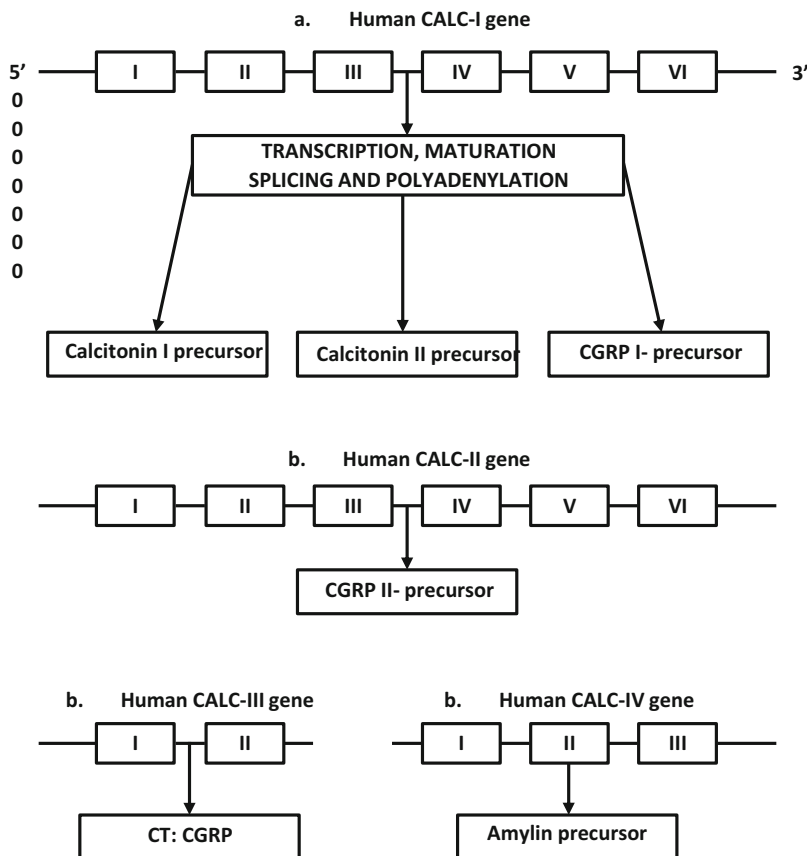 a. Human CALC-I gene
5’ I II III IV V VI 3’
0
0
0
0
0
0
0
TRANSCRIPTION, MATURATION
SPLICING AND POLYADENYLATION
Calcitonin I precursor
Calcitonin II precursor
CGRP I- precursor
b. Human CALC-II gene
I II III IV V VI
CGRP II- precursor
b. Human CALC-III gene
I II
CT: CGRP
b. Human CALC-IV gene
I II III
Amylin precursor